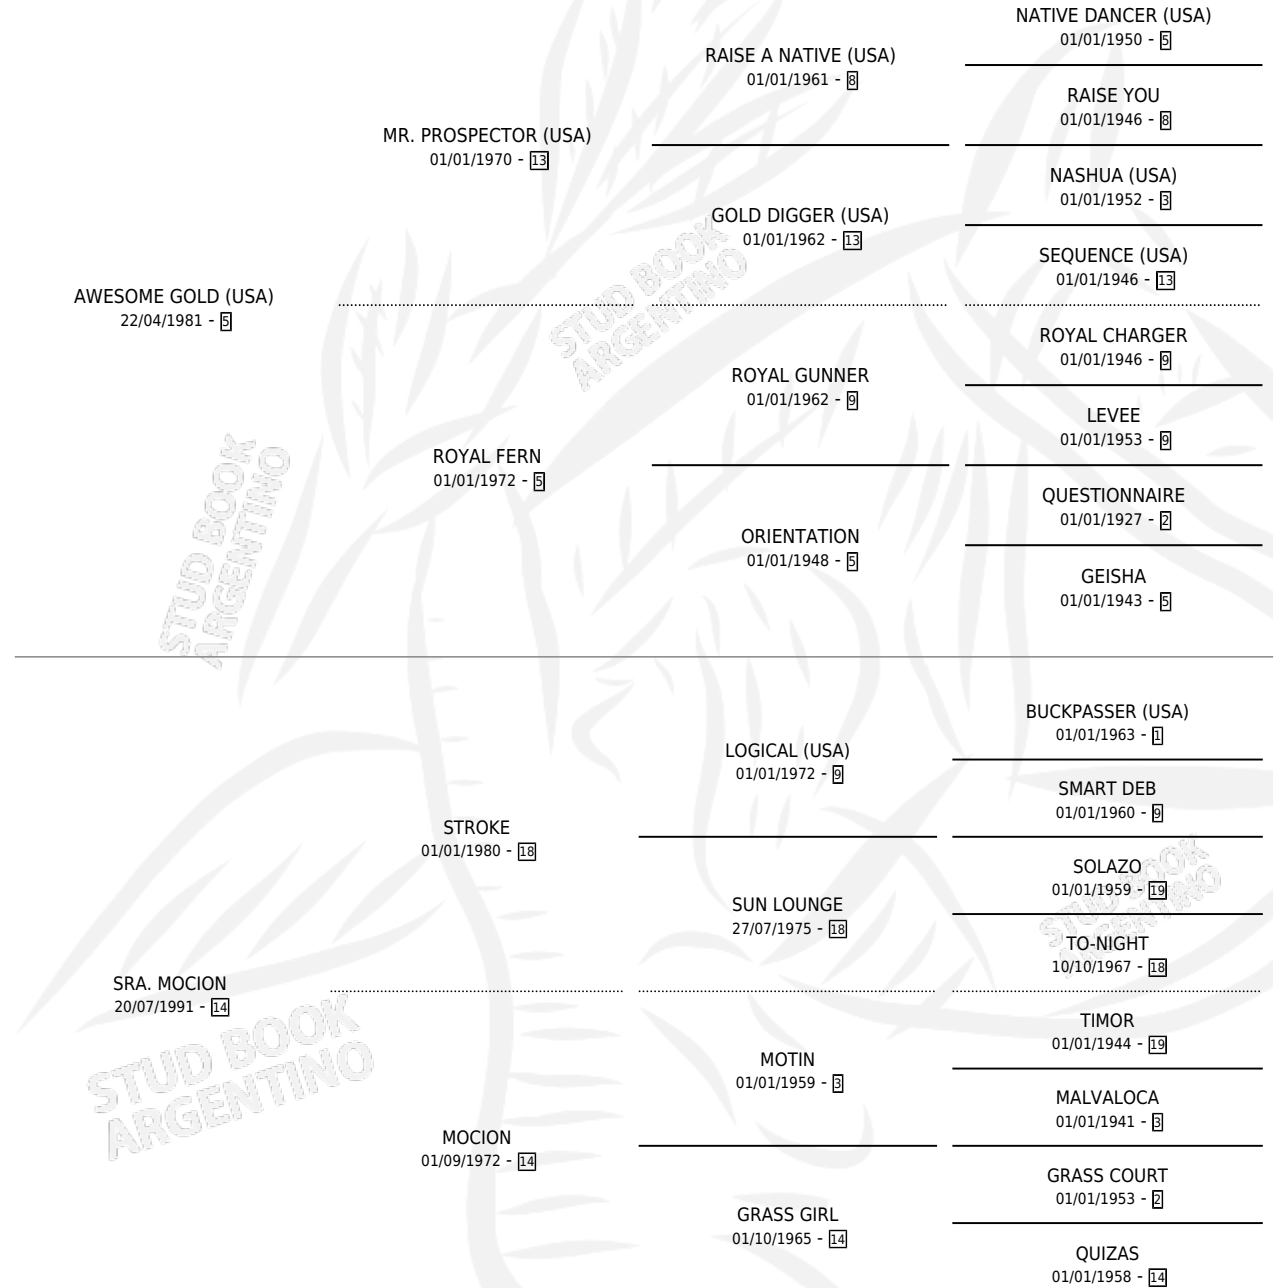 NATIVE DANCER (USA)
01/01/1950 - 5
RAISE A NATIVE (USA)
01/01/1961 - 8
RAISE YOU
01/01/1946 - 8
MR. PROSPECTOR (USA)
01/01/1970 - 13
NASHUA (USA)
01/01/1952 - 3
GOLD DIGGER (USA)
01/01/1962 - 13
SEQUENCE (USA)
01/01/1946 - 13
AWESOME GOLD (USA)
22/04/1981 - 5
STUD BOOK
ARGENTINO
ROYAL CHARGER
01/01/1946 - 9
ROYAL GUNNER
01/01/1962 - 9
LEVEE
01/01/1953 - 9
ROYAL FERN
01/01/1972 - 5
QUESTIONNAIRE
01/01/1927 - 2
ORIENTATION
01/01/1948 - 5
GEISHA
01/01/1943 - 5
STUD BOOK
ARGENTINO
BUCKPASSER (USA)
01/01/1963 - 1
LOGICAL (USA)
01/01/1972 - 9
SMART DEB
01/01/1960 - 9
STROKE
01/01/1980 - 18
SOLAZO
01/01/1959 - 19
SUN LOUNGE
27/07/1975 - 18
TO-NIGHT
10/10/1967 - 18
STUD BOOK
ARGENTINO
SRA. MOCION
20/07/1991 - 14
TIMOR
01/01/1944 - 19
MOTIN
01/01/1959 - 3
MALVALOCA
01/01/1941 - 3
STUD BOOK
ARGENTINO
MOCION
01/09/1972 - 14
GRASS COURT
01/01/1953 - 2
GRASS GIRL
01/10/1965 - 14
QUIZAS
01/01/1958 - 14